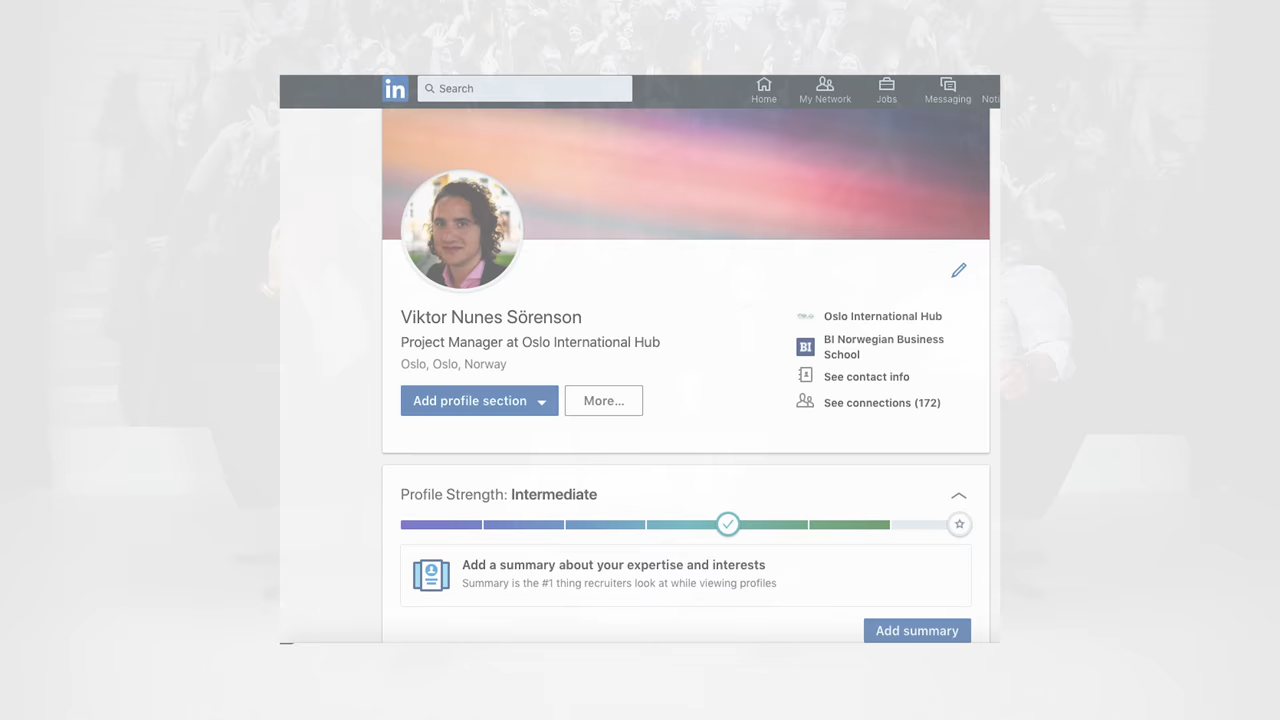 in
Search
Home
My Network
Jobs
Messaging
Noti
Viktor Nunes Sörenson
Project Manager at Oslo International Hub
Oslo, Oslo, Norway
Add profile section
More...
Oslo International Hub
BI
BI Norwegian Business
School
See contact info
See connections (172)
Profile Strength: Intermediate
Add a summary about your expertise and interests
Summary is the #1 thing recruiters look at while viewing profiles
Add summary